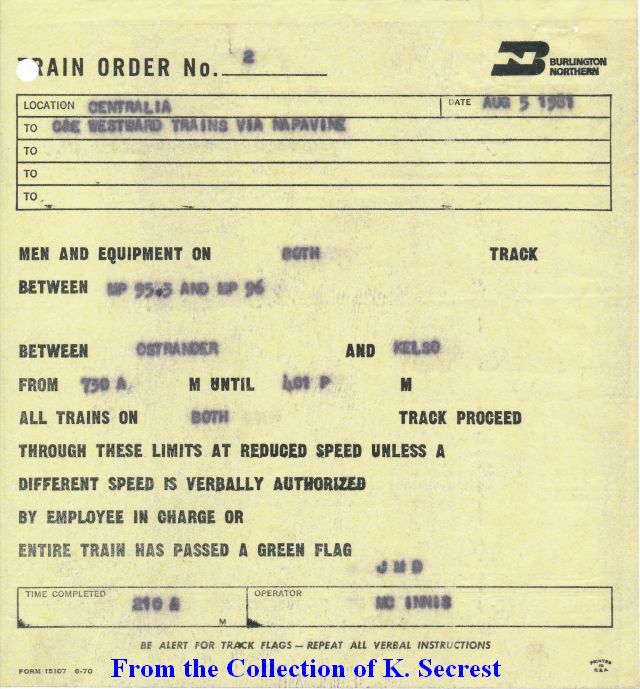 TRAIN ORDER No. 2
BURLINGTON
NORTHERN
LOCATION CENTRALIA DATE AUG 5 1981
TO C&E WESTWARD TRAINS VIA NAPAVINE
TO
TO
TO
MEN AND EQUIPMENT ON BOTH TRACK
BETWEEN MP 95.3 AND MP 96
BETWEEN OSTRANDER AND KELSO
FROM 730 A M UNTIL 401 P M
ALL TRAINS ON BOTH TRACK PROCEED
THROUGH THESE LIMITS AT REDUCED SPEED UNLESS A
DIFFERENT SPEED IS VERBALLY AUTHORIZED
BY EMPLOYEE IN CHARGE OR
ENTIRE TRAIN HAS PASSED A GREEN FLAG
J M D
TIME COMPLETED 210 A M OPERATOR MC INNIS
BE ALERT FOR TRACK FLAGS – REPEAT ALL VERBAL INSTRUCTIONS
FORM 15107 6-70
PRINTED
IN
U.S.A.
From the Collection of K. Secrest